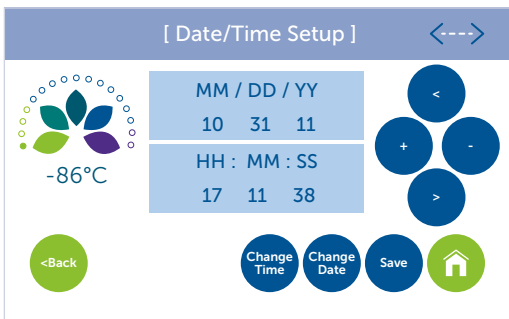 [ Date/Time Setup ]
<---->
MM / DD / YY
10 31 11
HH : MM : SS
17 11 38
-86°C
<
+
-
>
<Back
Change
Time
Change
Date
Save